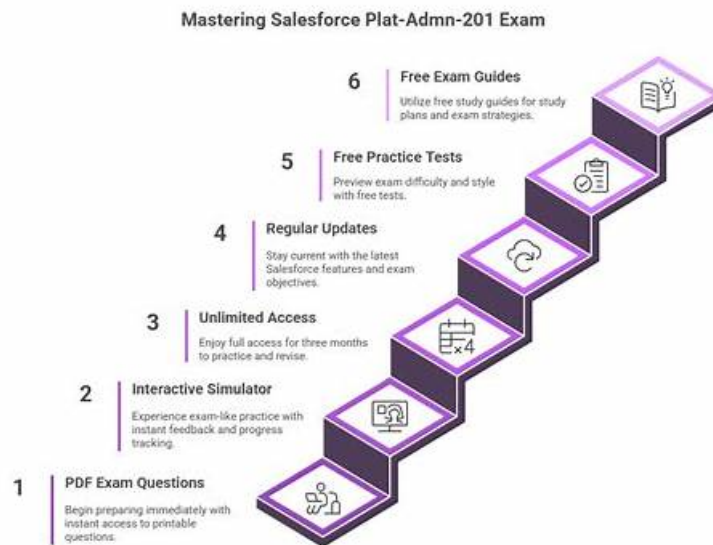 Mastering Salesforce Plat-Admn-201 Exam
6
Free Exam Guides
Utilize free study guides for study
plans and exam strategies.
5
Free Practice Tests
Preview exam difficulty and style
with free tests.
4
Regular Updates
Stay current with the latest
Salesforce features and exam
objectives.
3
Unlimited Access
Enjoy full access for three months
to practice and revise.
×4
2
Interactive Simulator
Experience exam-like practice with
instant feedback and progress
tracking.
1
PDF Exam Questions
Begin preparing immediately with
instant access to printable
questions.